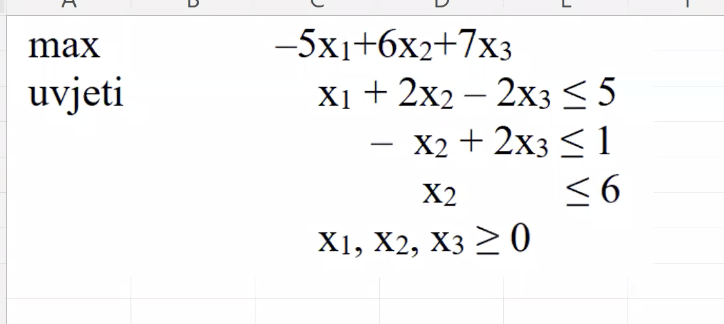 max –5x1+6x2+7x3
uvjeti x1 + 2x2 – 2x3 ≤ 5
– x2 + 2x3 ≤ 1
x2 ≤ 6
x1, x2, x3 ≥ 0